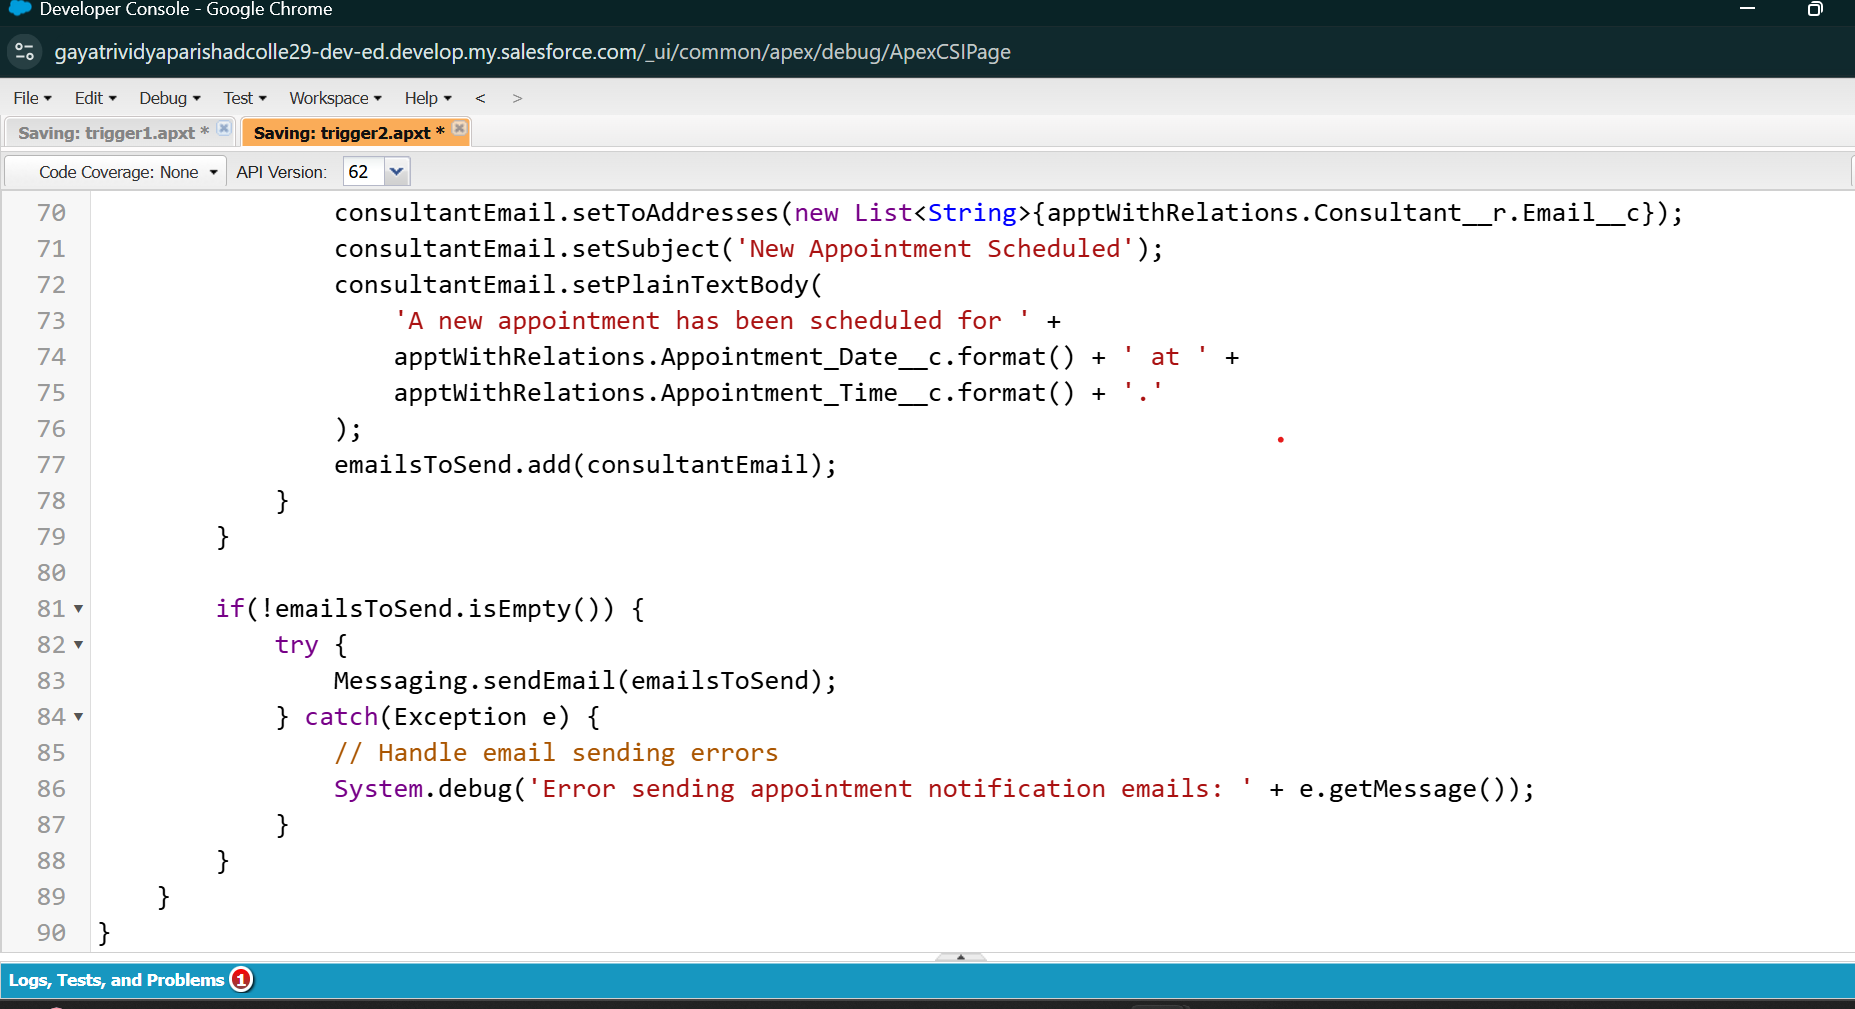 Developer Console - Google Chrome
gayatrividyaparishadcolle29-dev-ed.develop.my.salesforce.com/_ui/common/apex/debug/ApexCSIPage
File Edit Debug Test Workspace Help < >
Saving: trigger1.apxt * Saving: trigger2.apxt *
Code Coverage: None API Version: 62
70 consultantEmail.setToAddresses(new List<String>{apptWithRelations.Consultant__r.Email__c});
71 consultantEmail.setSubject('New Appointment Scheduled');
72 consultantEmail.setPlainTextBody(
73 'A new appointment has been scheduled for ' +
74 apptWithRelations.Appointment_Date__c.format() + ' at ' +
75 apptWithRelations.Appointment_Time__c.format() + '.'
76 );
77 emailsToSend.add(consultantEmail);
78 }
79 }
80
81 if(!emailsToSend.isEmpty()) {
82 try {
83 Messaging.sendEmail(emailsToSend);
84 } catch(Exception e) {
85 // Handle email sending errors
86 System.debug('Error sending appointment notification emails: ' + e.getMessage());
87 }
88 }
89 }
90 }
Logs, Tests, and Problems 1